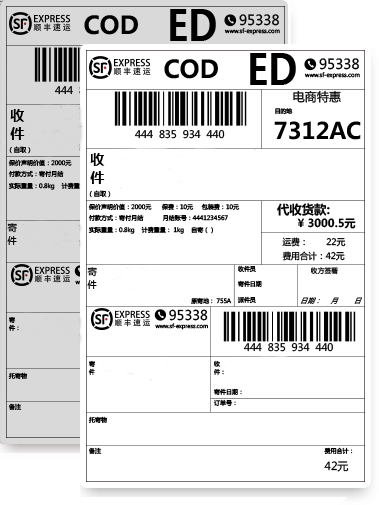 SF EXPRESS
顺丰速运
COD
ED
95338
www.sf-express.com
444
收
件
(自取)
保价声明价值：2000元
付款方式：寄付月结
实际重量：0.8kg 计费重
寄
件
SF EXPRESS
顺丰速运
寄
件：
托寄物
备注
SF EXPRESS
顺丰速运
COD
ED
95338
www.sf-express.com
444 835 934 440
电商特惠
目的地
7312AC
收
件
(自取)
保价声明价值：2000元 保费：10元 包装费：10元
付款方式：寄付月结 月结账号：4441234567
实际重量：0.8kg 计费重量：1kg 自寄（ ）
代收货款：
¥ 3000.5元
运费： 22元
费用合计：42元
寄
件
原寄地：755A
收件员
寄件日期
派件员
收方签署
日期： 月 日
SF EXPRESS
顺丰速运
95338
www.sf-express.com
444 835 934 440
寄
件
收
件：
寄件日期：
订单号：
托寄物
备注
费用合计：
42元